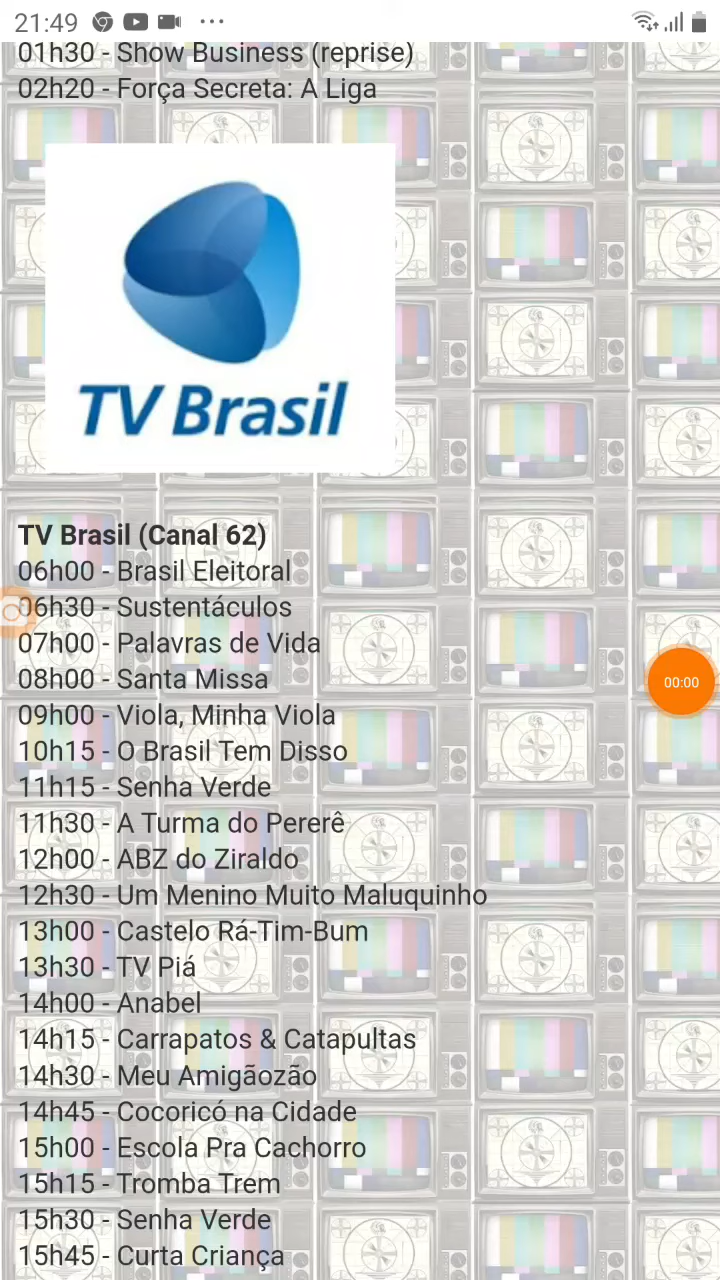 21:49
01h30 - Show Business (reprise)
02h20 - Força Secreta: A Liga
TV Brasil
TV Brasil (Canal 62)
06h00 - Brasil Eleitoral
06h30 - Sustentáculos
07h00 - Palavras de Vida
00:00
08h00 - Santa Missa
09h00 - Viola, Minha Viola
10h15 - O Brasil Tem Disso
11h15 - Senha Verde
11h30 - A Turma do Pererê
12h00 - ABZ do Ziraldo
12h30 - Um Menino Muito Maluquinho
13h00 - Castelo Rá-Tim-Bum
13h30 - TV Piá
14h00 - Anabel
14h15 - Carrapatos & Catapultas
14h30 - Meu Amigãozão
14h45 - Cocoricó na Cidade
15h00 - Escola Pra Cachorro
15h15 - Tromba Trem
15h30 - Senha Verde
15h45 - Curta Criança